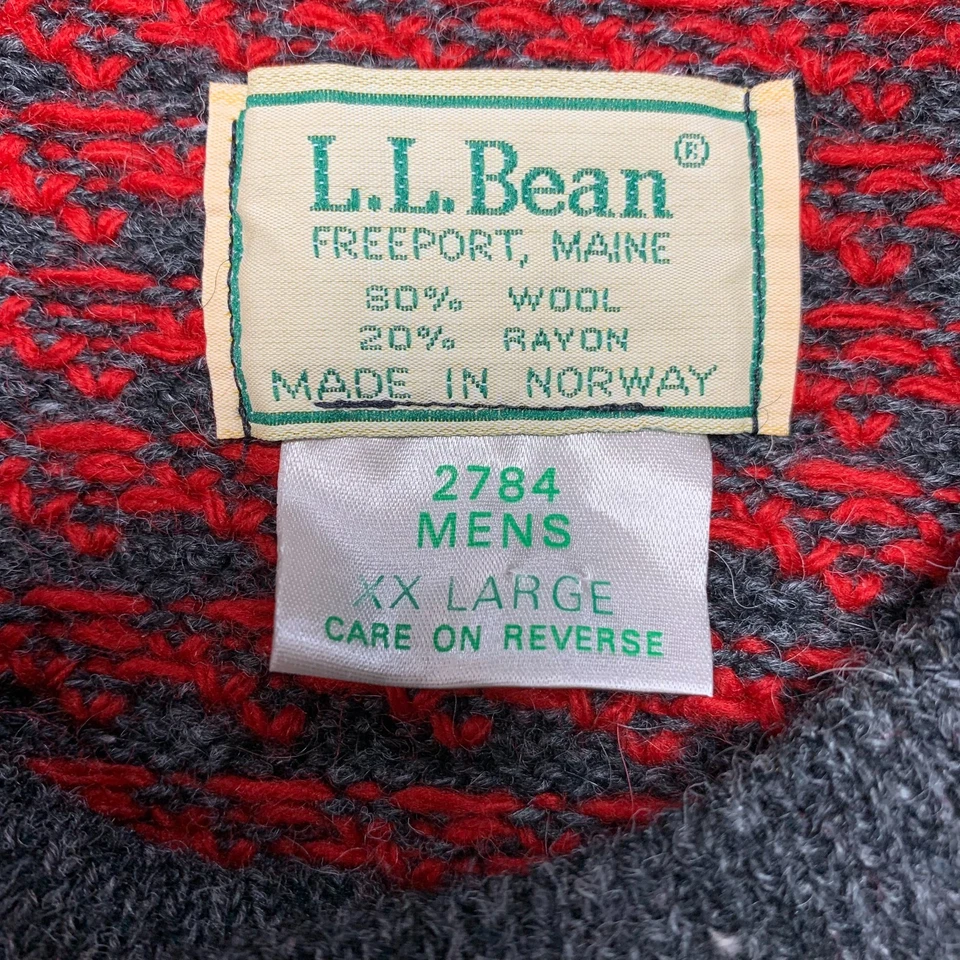 L.L.Bean®
FREEPORT, MAINE
80% WOOL
20% RAYON
MADE IN NORWAY
2784
MENS
XX LARGE
CARE ON REVERSE